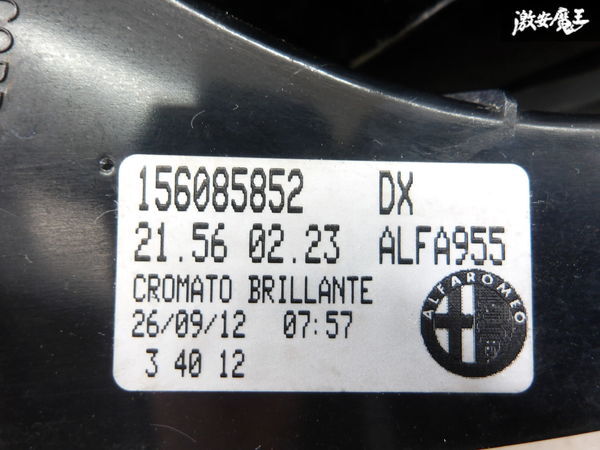 激安魔王
156085852 DX
21.56 02.23 ALFA955
CROMATO BRILLANTE
26/09/12 07:57
3 40 12
ALFA ROMEO